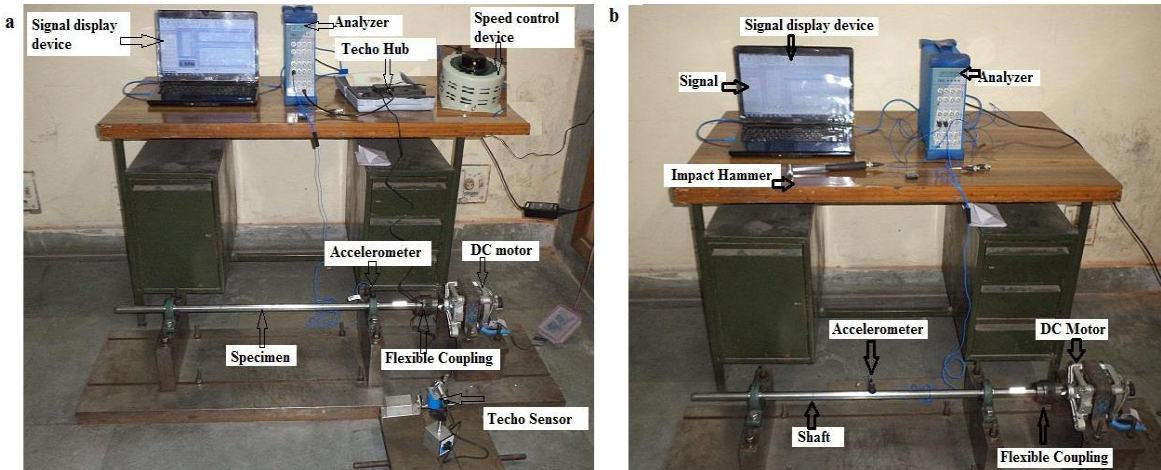 a
Signal display
device
Analyzer
Techo Hub
Speed control
device
Accelerometer
DC motor
Specimen
Flexible Coupling
Techo Sensor
b
Signal display device
Signal
Analyzer
Impact Hammer
Accelerometer
DC Motor
Shaft
Flexible Coupling